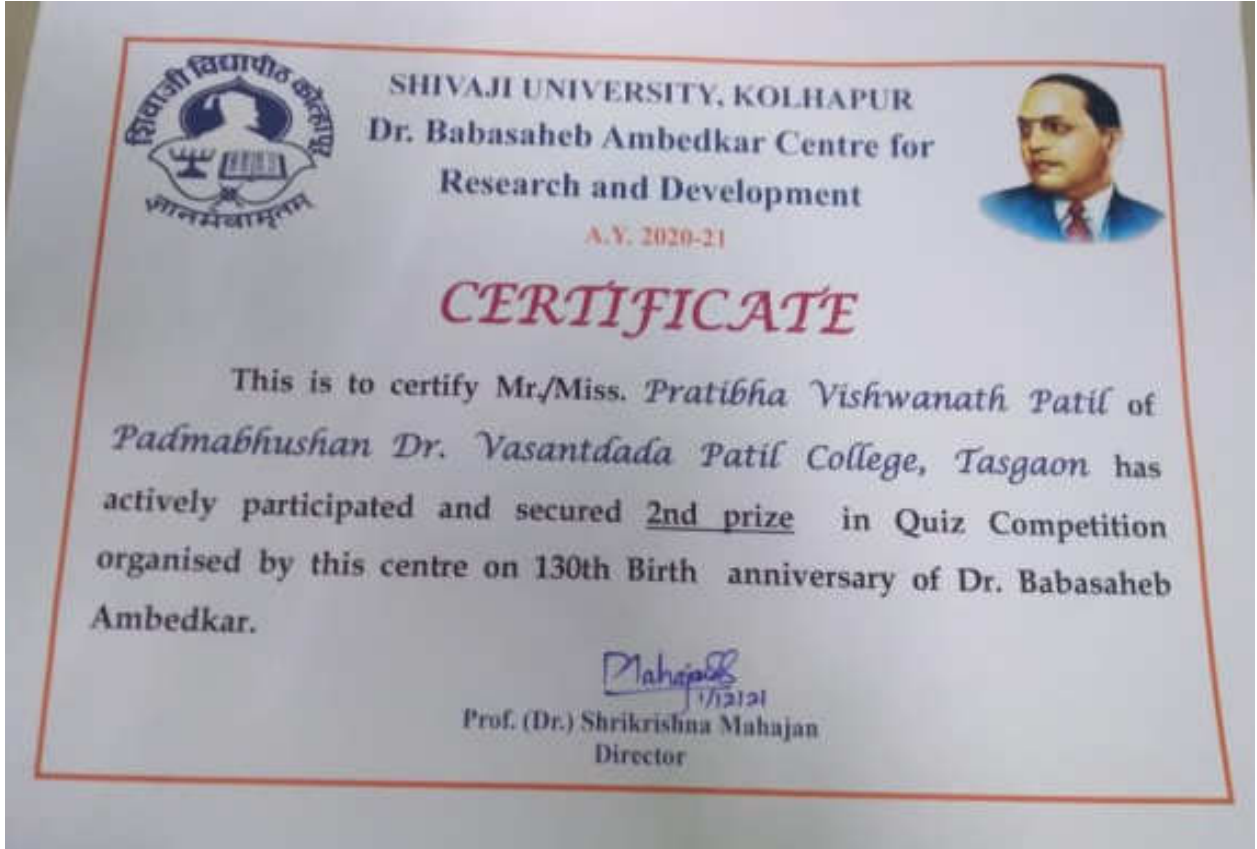 शिवाजी विद्यापीठ कोल्हापूर
ज्ञानमेवामृतम्
SHIVAJI UNIVERSITY, KOLHAPUR
Dr. Babasaheb Ambedkar Centre for
Research and Development
A.Y. 2020-21
CERTIFICATE
This is to certify Mr./Miss. Pratibha Vishwanath Patil of
Padmabhushan Dr. Vasantdada Patil College, Tasgaon has
actively participated and secured 2nd prize in Quiz Competition
organised by this centre on 130th Birth anniversary of Dr. Babasaheb
Ambedkar.
1/12/21
Prof. (Dr.) Shrikrishna Mahajan
Director